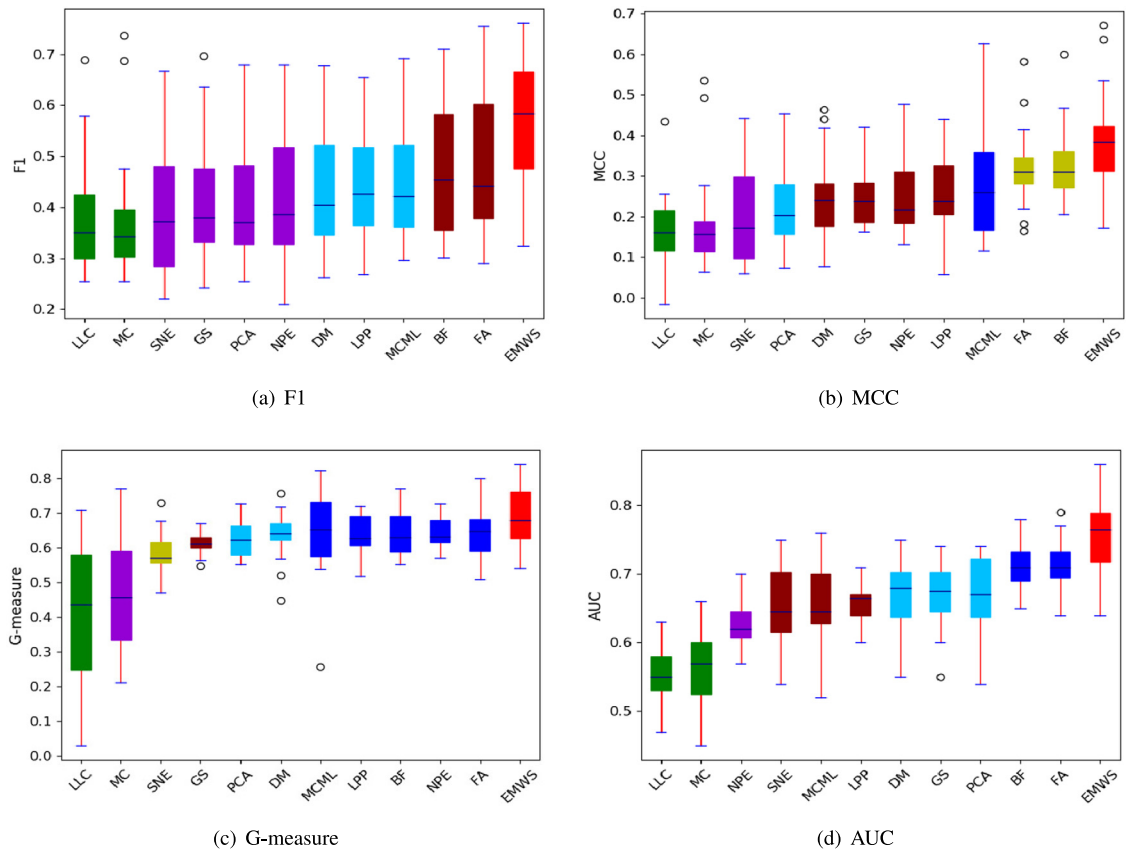 0.7
0.6
0.5
0.4
0.3
0.2
F1
LLC MC SNE GS PCA NPE DM LPP MCML BF FA EMWS
(a) F1
0.7
0.6
0.5
0.4
0.3
0.2
0.1
0.0
MCC
LLC MC SNE PCA DM GS NPE LPP MCML FA BF EMWS
(b) MCC
0.8
0.7
0.6
0.5
0.4
0.3
0.2
0.1
0.0
G-measure
LLC MC SNE GS PCA DM MCML LPP BF NPE FA EMWS
(c) G-measure
0.8
0.7
0.6
0.5
AUC
LLC MC NPE SNE MCML LPP DM GS PCA BF FA EMWS
(d) AUC